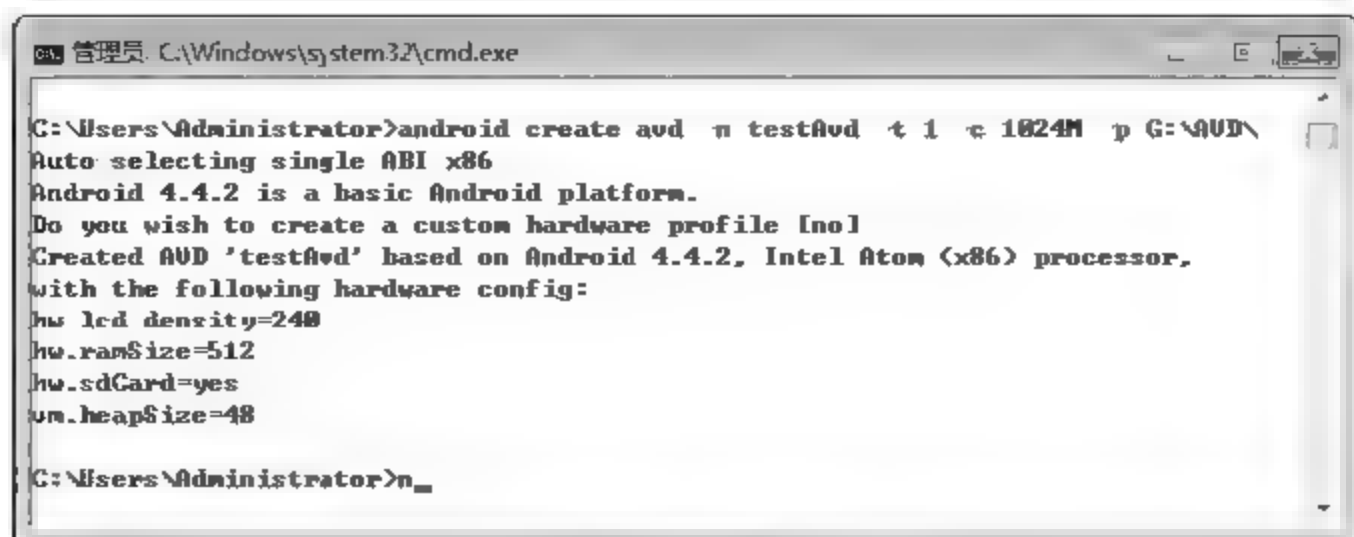 管理员: C:\Windows\system32\cmd.exe
C:\Users\Administrator>android create avd -n testAvd -t 1 -c 1024M -p G:\AVD\
Auto-selecting single ABI x86
Android 4.4.2 is a basic Android platform.
Do you wish to create a custom hardware profile [no]
Created AVD 'testAvd' based on Android 4.4.2, Intel Atom (x86) processor,
with the following hardware config:
hw.lcd.density=240
hw.ramSize=512
hw.sdCard=yes
vm.heapSize=48
C:\Users\Administrator>n_